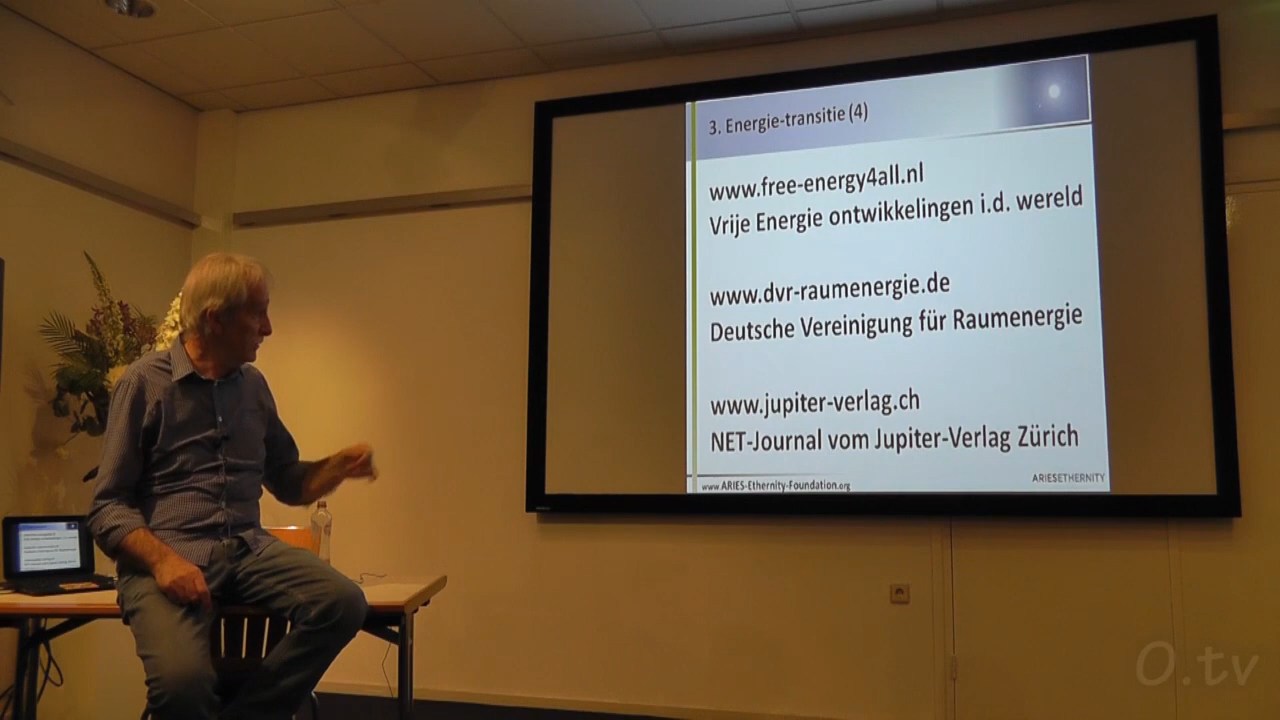 3. Energie-transitie (4)
www.free-energy4all.nl
Vrije Energie ontwikkelingen i.d. wereld
www.dvr-raumenergie.de
Deutsche Vereinigung für Raumenergie
www.jupiter-verlag.ch
NET-Journal vom Jupiter-Verlag Zürich
www.ARIES-Ethernity-Foundation.org
ARIESETHERNITY
O.tv